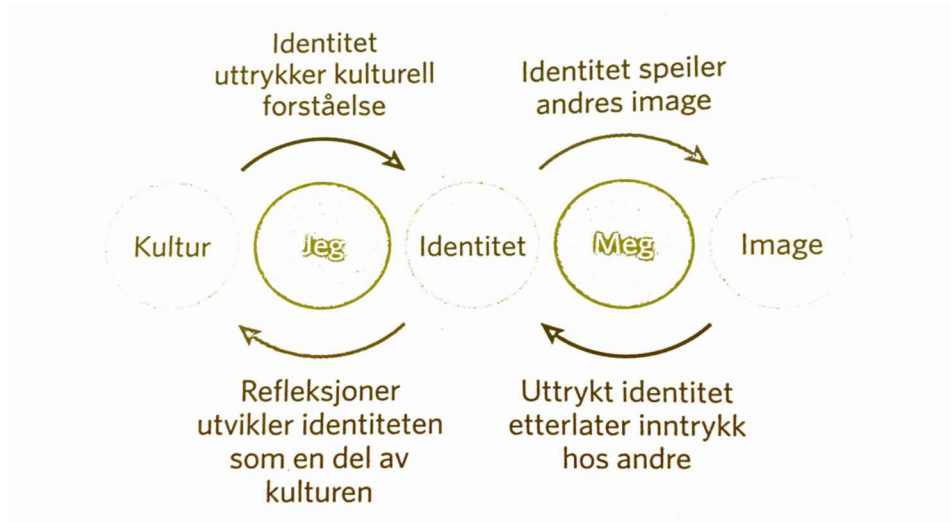 Identitet
uttrykker kulturell
forståelse
Identitet speiler
andres image
Kultur
Jeg
Identitet
Meg
Image
Refleksjoner
utvikler identiteten
som en del av
kulturen
Uttrykt identitet
etterlater inntrykk
hos andre